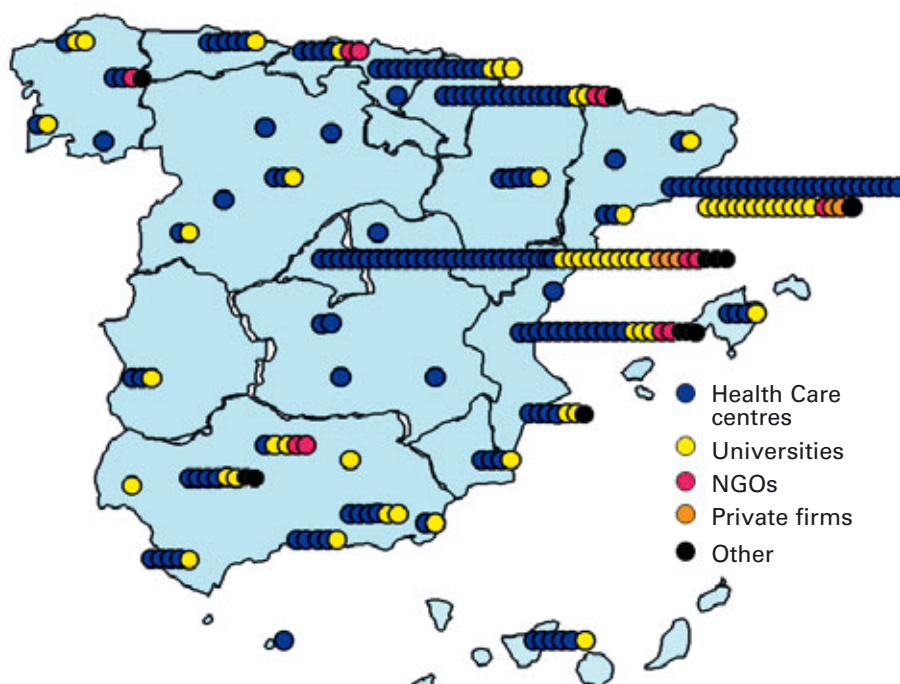 Health Care
centres
Universities
NGOs
Private firms
Other